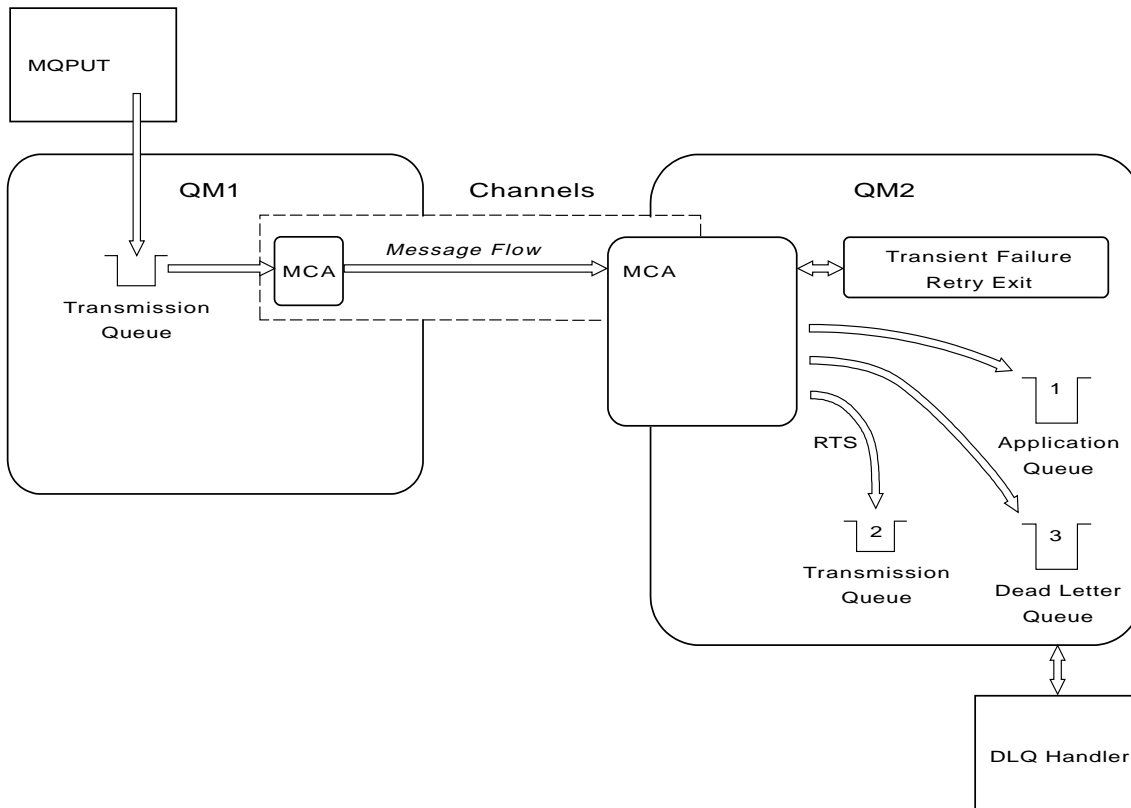 MQPUT
QM1
Channels
QM2
MCA
Message Flow
MCA
Transient Failure
Retry Exit
Transmission
Queue
1
Application
Queue
RTS
2
Transmission
Queue
3
Dead Letter
Queue
DLQ Handler